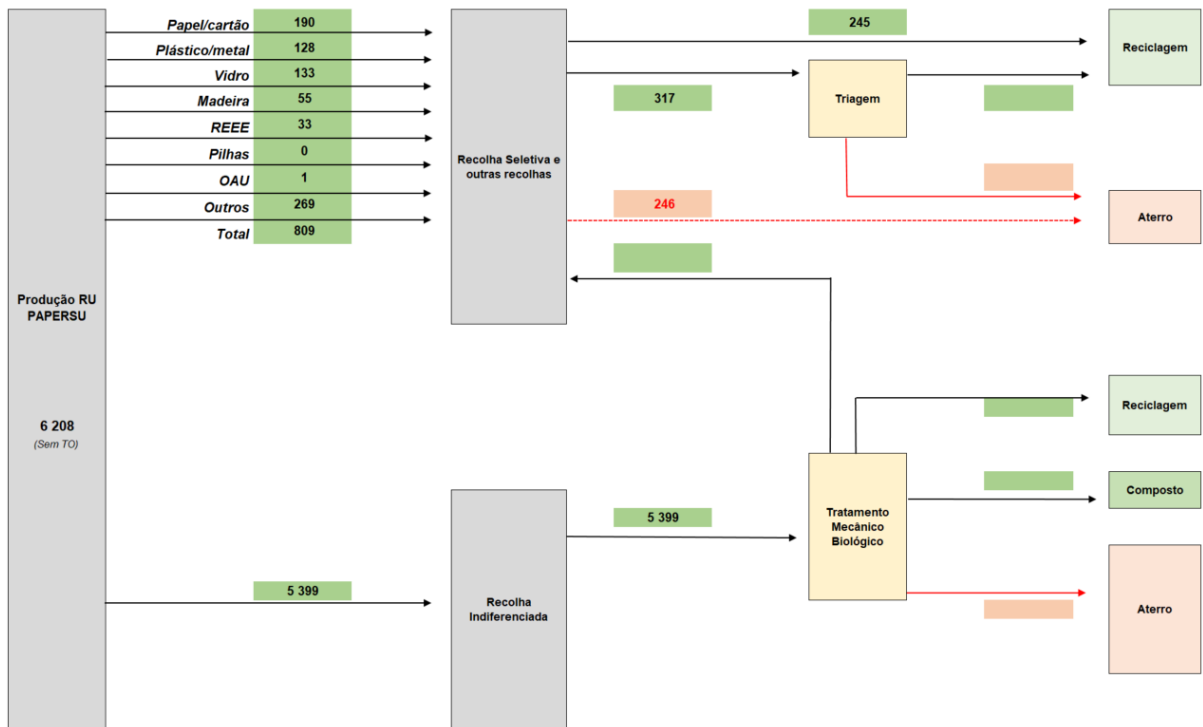 Papel/cartão 190
Plástico/metal 128
Vidro 133
Madeira 55
REEE 33
Pilhas 0
OAU 1
Outros 269
Total 809
Produção RU
PAPERSU
6 208
(Sem TO)
Recolha Seletiva e
outras recolhas
245
317
246
Triagem
Reciclagem
Aterro
5 399
Recolha
Indiferenciada
5 399
Tratamento
Mecânico
Biológico
Reciclagem
Composto
Aterro